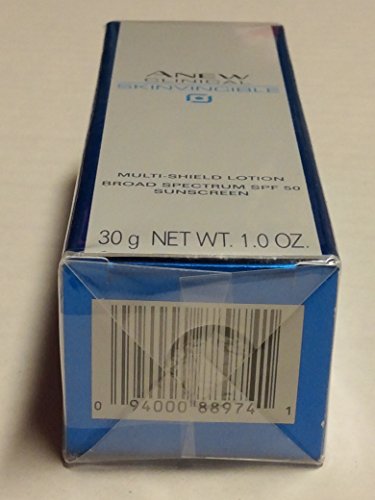 ANEW
CLINICAL
SKINVINCIBLE
MULTI-SHIELD LOTION
BROAD SPECTRUM SPF 50
SUNSCREEN
30 g NET WT. 1.0 OZ.
0 94000 88974 1